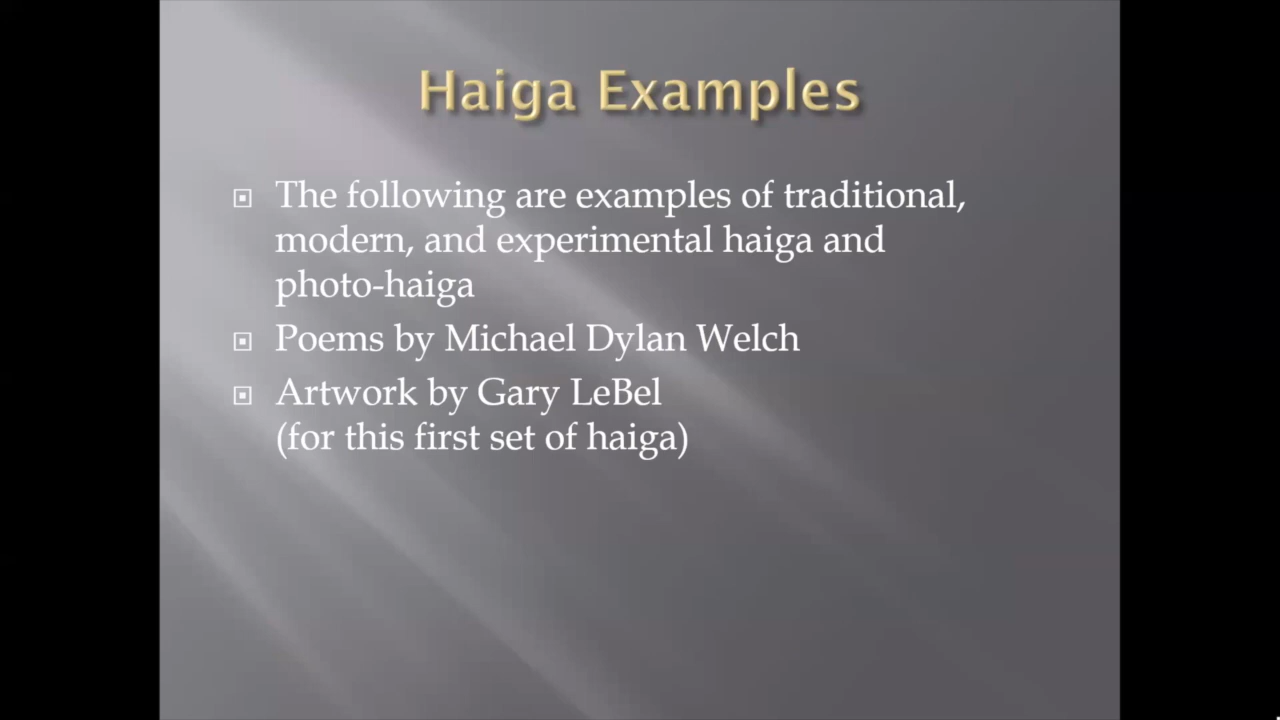 Haiga Examples
The following are examples of traditional,
modern, and experimental haiga and
photo-haiga
Poems by Michael Dylan Welch
Artwork by Gary LeBel
(for this first set of haiga)